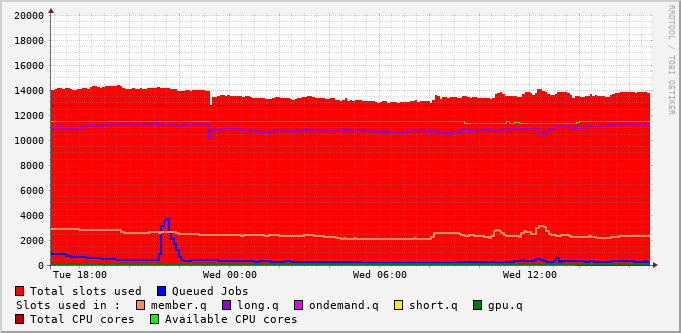 20000
18000
16000
14000
12000
10000
8000
6000
4000
2000
0
Tue 18:00 Wed 00:00 Wed 06:00 Wed 12:00
RRDTOOL / TOBI OETIKER
Total slots used Queued Jobs
Slots used in : member.q long.q ondemand.q short.q gpu.q
Total CPU cores Available CPU cores